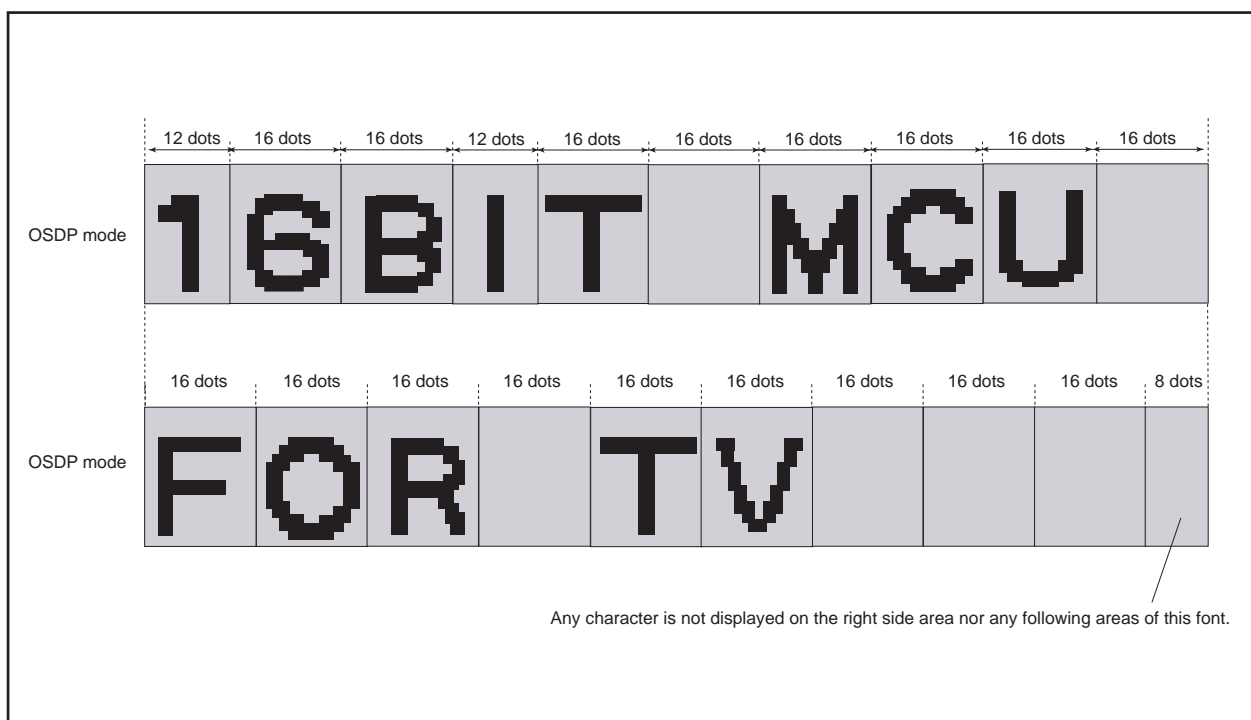 12 dots 16 dots 16 dots 12 dots 16 dots 16 dots 16 dots 16 dots 16 dots 16 dots
OSDP mode
16BIT MCU
16 dots 16 dots 16 dots 16 dots 16 dots 16 dots 16 dots 16 dots 16 dots 8 dots
OSDP mode
FOR TV
Any character is not displayed on the right side area nor any following areas of this font.